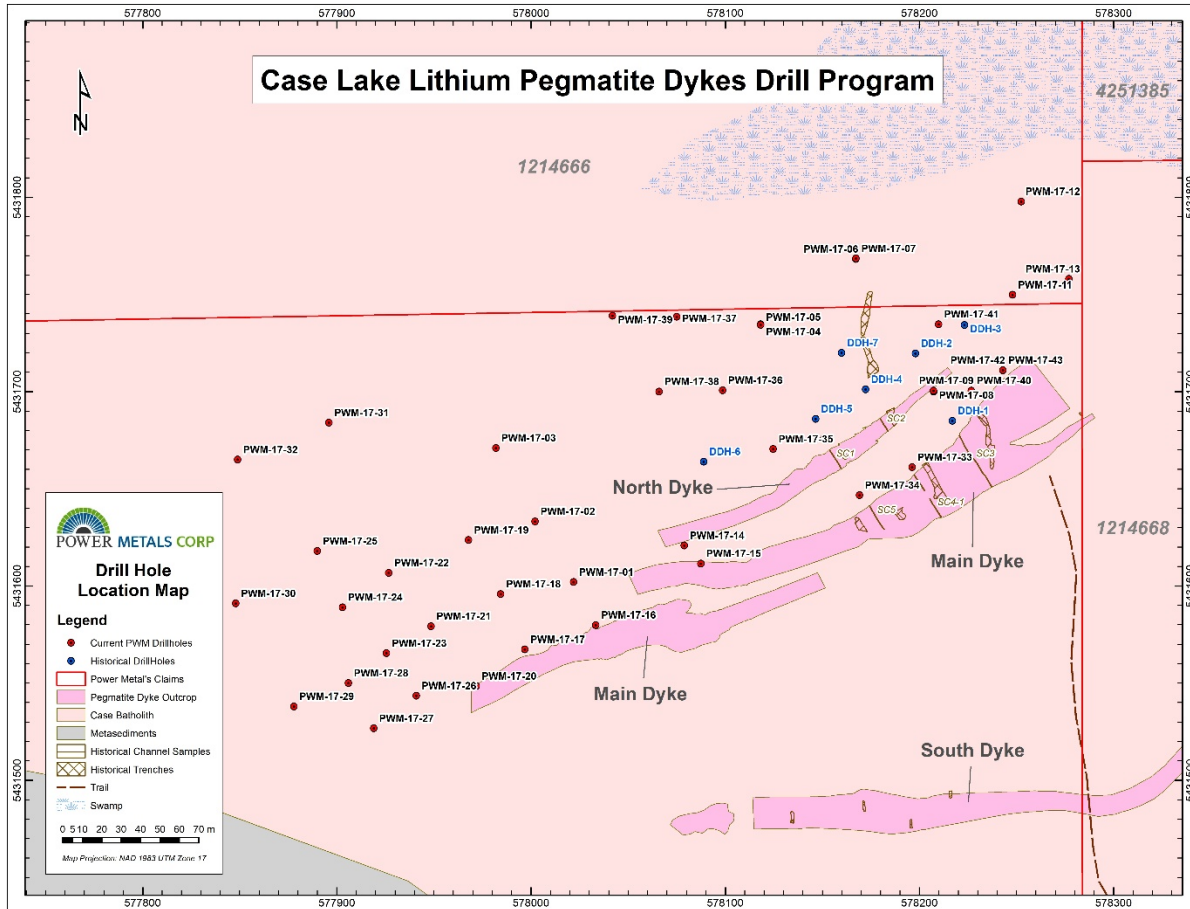 577800
577900
578000
578100
578200
578300
Case Lake Lithium Pegmatite Dykes Drill Program
4251385
N
1214666
5431800
5431800
PWM-17-12
PWM-17-06
PWM-17-07
PWM-17-13
PWM-17-11
PWM-17-39
PWM-17-37
PWM-17-05
PWM-17-04
PWM-17-41
DDH-3
DDH-7
DDH-2
PWM-17-42
PWM-17-43
5431700
5431700
PWM-17-38
PWM-17-36
DDH-4
PWM-17-09
PWM-17-40
PWM-17-08
PWM-17-31
DDH-5
DDH-1
SC2
PWM-17-03
PWM-17-35
PWM-17-32
DDH-6
SC1
SC3
PWM-17-33
North Dyke
PWM-17-34
SC4-1
SC5
PWM-17-02
PWM-17-19
1214668
PWM-17-14
PWM-17-25
PWM-17-15
Main Dyke
PWM-17-22
PWM-17-01
PWM-17-18
5431600
5431600
PWM-17-30
PWM-17-24
PWM-17-16
PWM-17-21
PWM-17-17
PWM-17-23
PWM-17-28
PWM-17-20
PWM-17-26
Main Dyke
PWM-17-29
PWM-17-27
South Dyke
5431500
5431500
POWER METALS CORP
Drill Hole
Location Map
Legend
Current PWM Drillholes
Historical DrillHoles
Power Metal's Claims
Pegmatite Dyke Outcrop
Case Batholith
Metasediments
Historical Channel Samples
Historical Trenches
Trail
Swamp
0 5 10 20 30 40 50 60 70 m
Map Projection: NAD 1983 UTM Zone 17
577800
577900
578000
578100
578200
578300